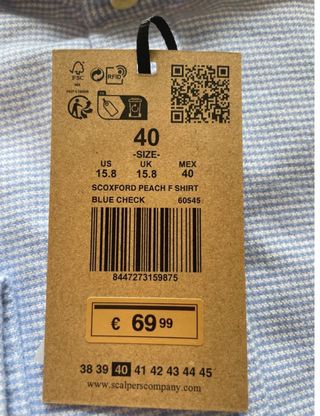 FSC
RFID
40
-SIZE-
US UK MEX
15.8 15.8 40
SCOXFORD PEACH F SHIRT
BLUE CHECK 60545
8447273159875
€ 69.99
38 39 40 41 42 43 44 45
www.scalperscompany.com